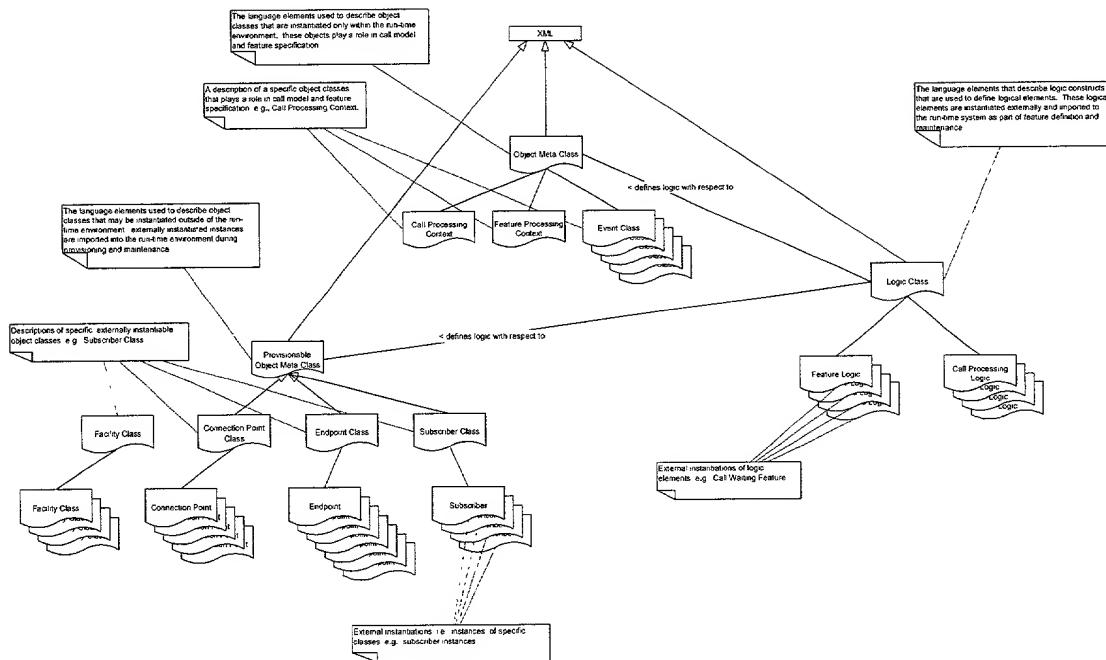 The language elements used to describe object
classes that are instantiated only within the run-time
environment, these objects play a role in call model
and feature specification
XML
A description of a specific object classes
that plays a role in call model and feature
specification e.g., Call Processing Context.
The language elements that describe logic constructs
that are used to define logical elements. These logical
elements are instantiated externally and imported to
the run-time system as part of feature definition and
maintenance
Object Meta Class
< defines logic with respect to
The language elements used to describe object
classes that may be instantiated outside of the run-
time environment externally instantiated instances
are imported into the run-time environment during
provisioning and maintenance
Call Processing
Context
Feature Processing
Context
Event Class
Logic Class
Descriptions of specific externally instantiable
object classes e.g. Subscriber Class
< defines logic with respect to
Provisionable
Object Meta Class
Feature Logic
Logic
Logic
Logic
Call Processing
Logic
Logic
Logic
Logic
Facility Class
Connection Point
Class
Endpoint Class
Subscriber Class
External instantiations of logic
elements e.g. Call Waiting Feature
Facility Class
Connection Point
Endpoint
Subscriber
External instantiations i.e. instances of specific
classes e.g. subscriber instances